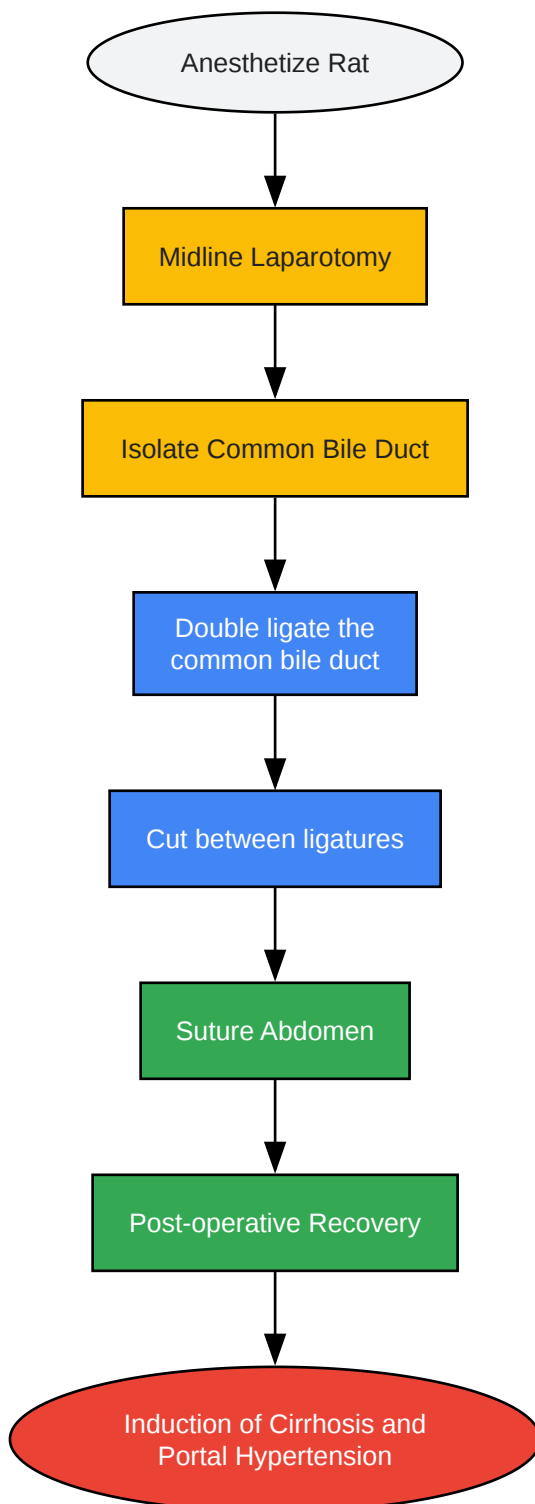 Anesthetize Rat
Midline Laparotomy
Isolate Common Bile Duct
Double ligate the
common bile duct
Cut between ligatures
Suture Abdomen
Post-operative Recovery
Induction of Cirrhosis and
Portal Hypertension